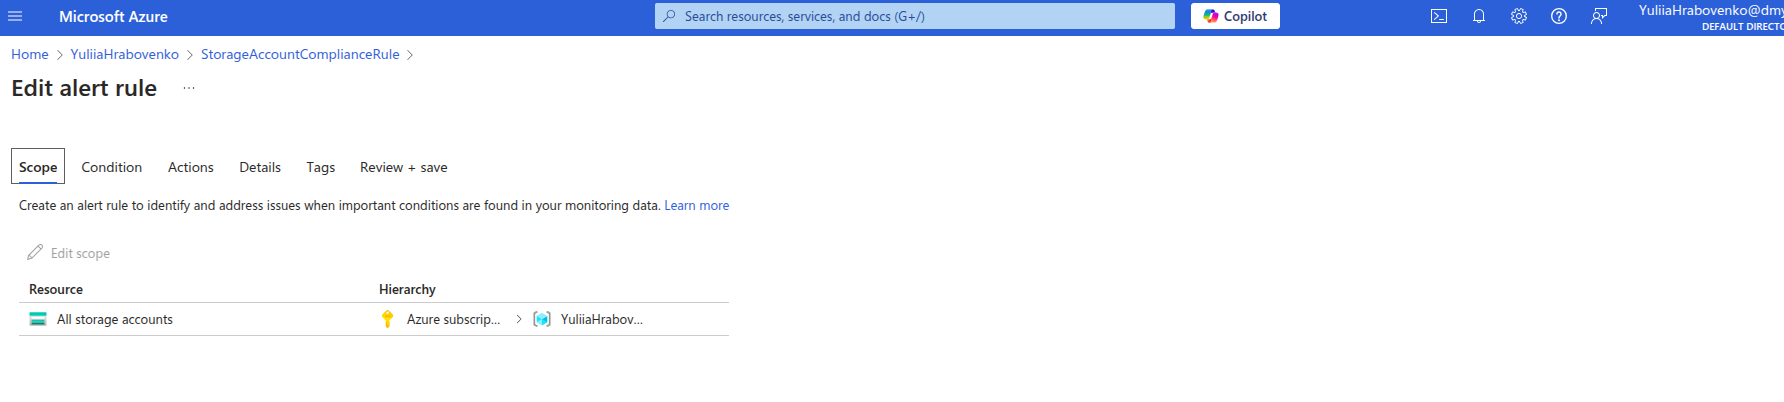 Microsoft Azure
Search resources, services, and docs (G+/)
Copilot
YuliiaHrabovenko@dmy
DEFAULT DIRECTO
Home > YuliiaHrabovenko > StorageAccountComplianceRule >
Edit alert rule ...
Scope Condition Actions Details Tags Review + save
Create an alert rule to identify and address issues when important conditions are found in your monitoring data. Learn more
Edit scope
Resource Hierarchy
All storage accounts Azure subscrip... > YuliiaHrabov...